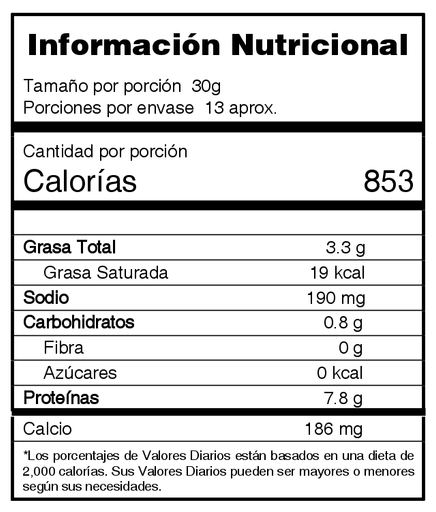 Información Nutricional
Tamaño por porción 30g
Porciones por envase 13 aprox.
Cantidad por porción
Calorías 853
Grasa Total 3.3 g
Grasa Saturada 19 kcal
Sodio 190 mg
Carbohidratos 0.8 g
Fibra 0 g
Azúcares 0 kcal
Proteínas 7.8 g
Calcio 186 mg
*Los porcentajes de Valores Diarios están basados en una dieta de
2,000 calorías. Sus Valores Diarios pueden ser mayores o menores
según sus necesidades.